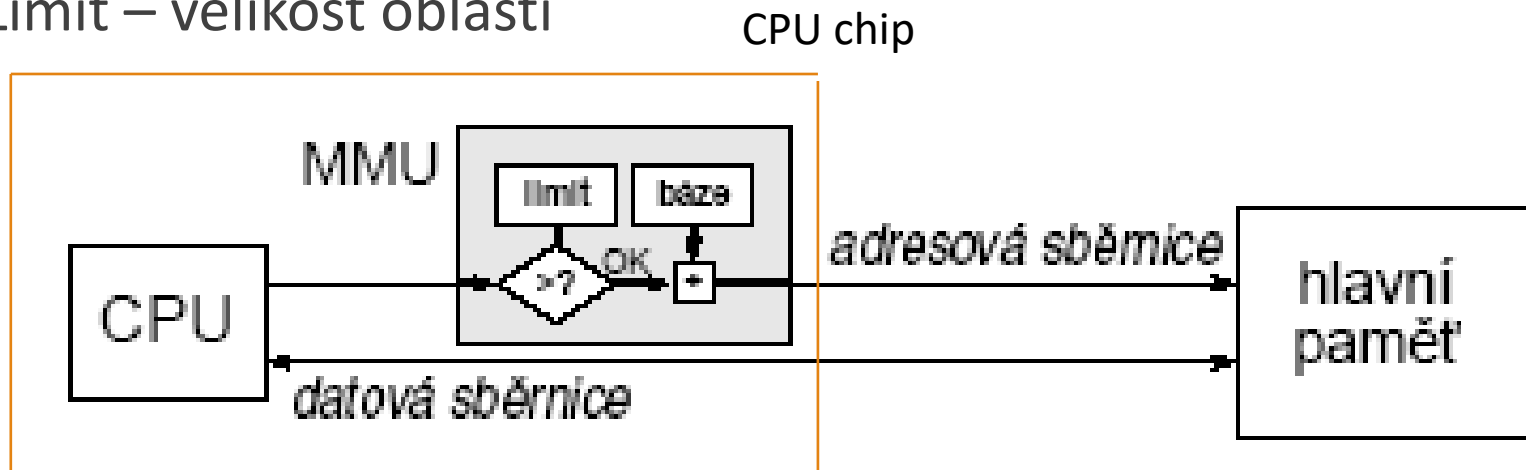 Limit – velikost oblasti
CPU chip
MMU
limit
báze
>?
OK
+
CPU
adresová sběrnice
hlavní
paměť
datová sběrnice